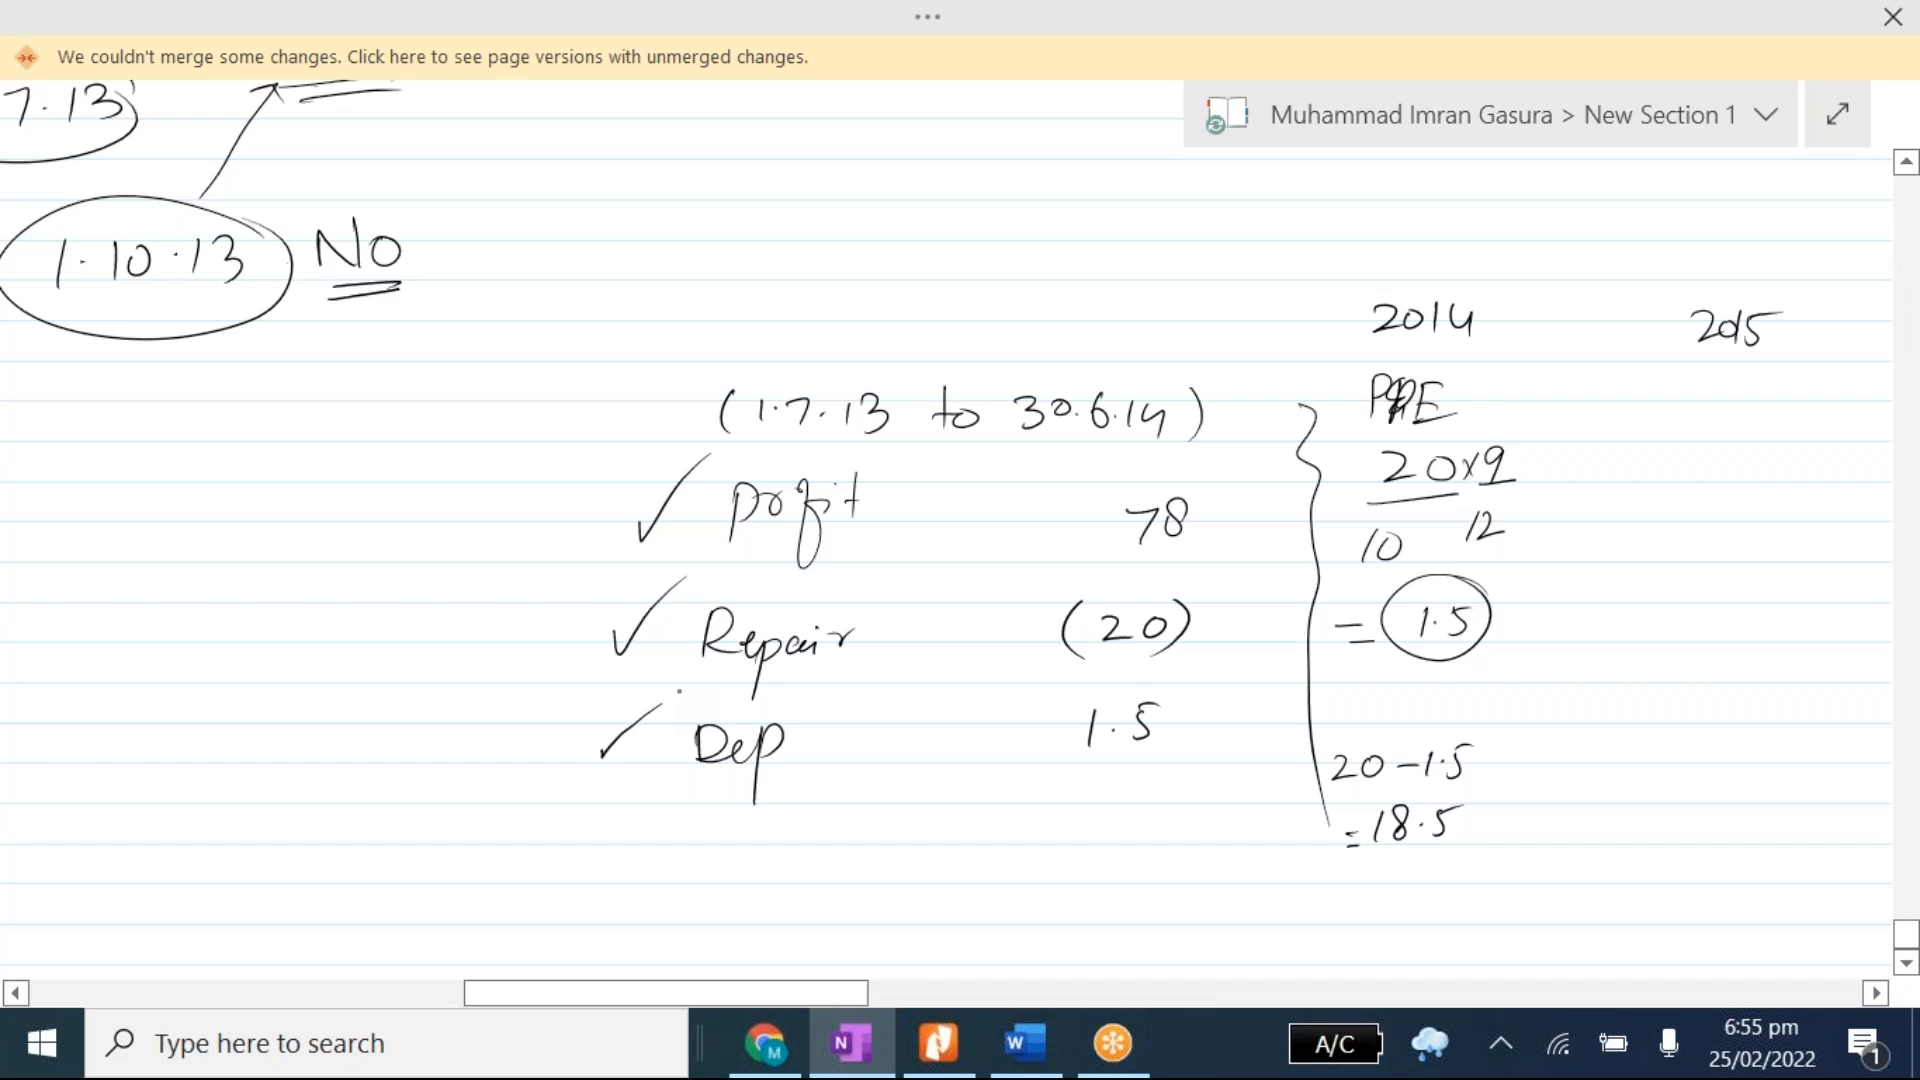 We couldn't merge some changes. Click here to see page versions with unmerged changes.
7.13)
Muhammad Imran Gasura > New Section 1
1.10.13 No
2014 2015
(1.7.13 to 30.6.14)
Profit 78
20x9
10 12
Repair (20)
= 1.5
Dep 1.5
20-1.5
= 18.5
Type here to search
A/C
6:55 pm
25/02/2022
1